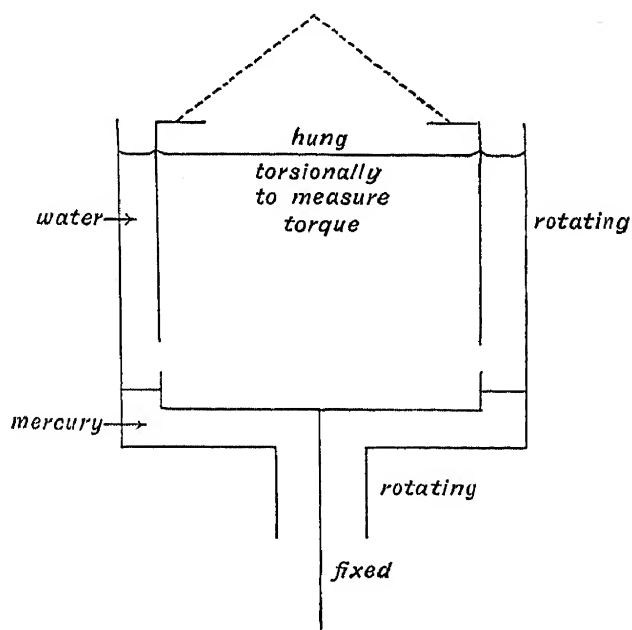 hung
torsionally
to measure
torque
water
rotating
mercury
rotating
fixed